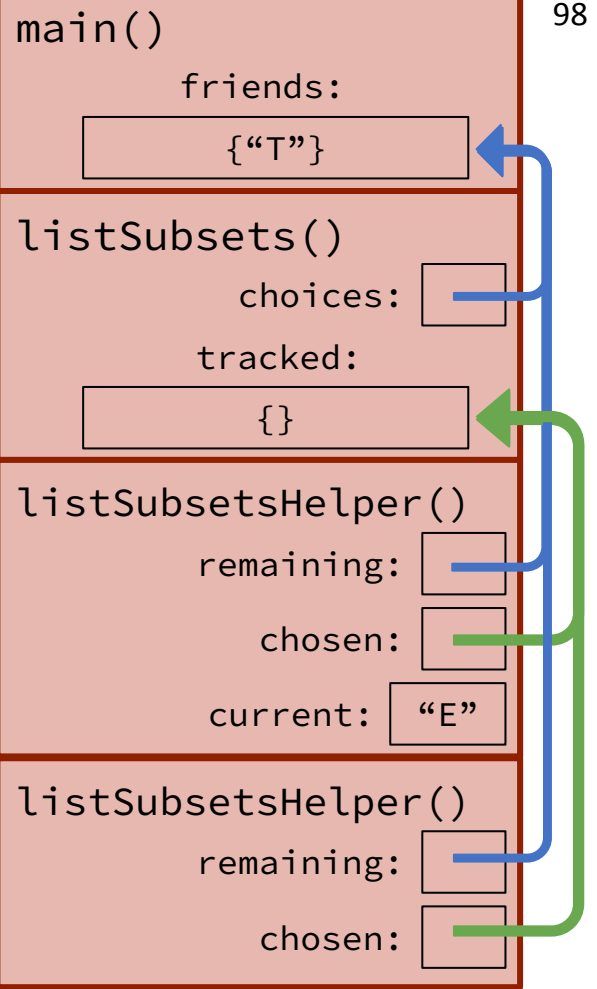 98
main()
friends:
{“T”}
listSubsets()
choices:
tracked:
{}
listSubsetsHelper()
remaining:
chosen:
current: “E”
listSubsetsHelper()
remaining:
chosen: